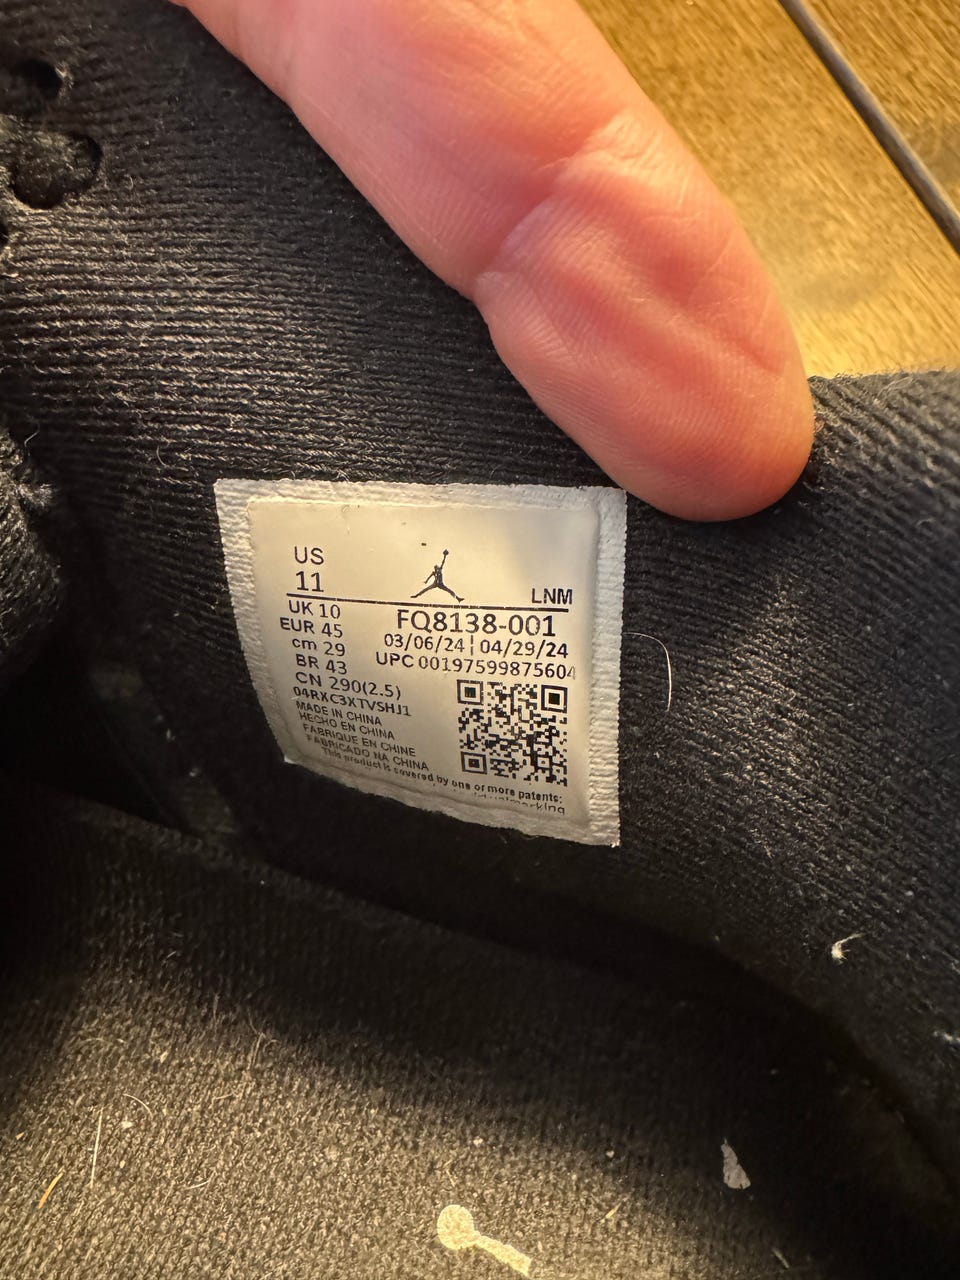 US
11
LNM
UK 10
FQ8138-001
EUR 45
03/06/24 | 04/29/24
cm 29
UPC 00197599875604
BR 43
CN 290(2.5)
04RXC3XTVSHJ1
MADE IN CHINA
HECHO EN CHINA
FABRIQUE EN CHINE
FABRICADO NA CHINA
This product is covered by one or more patents: